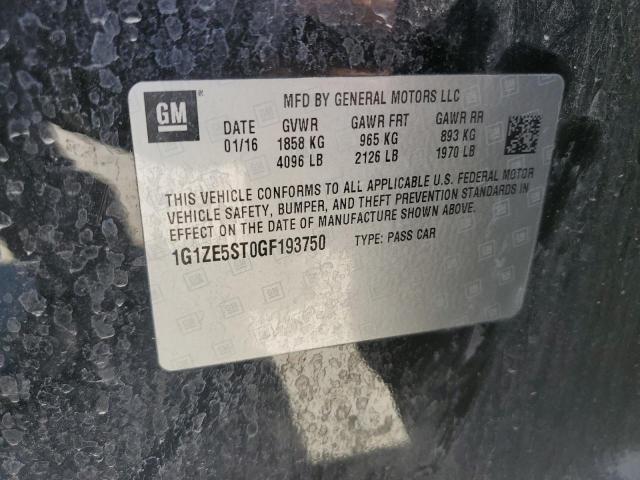 GM
MFD BY GENERAL MOTORS LLC
DATE GVWR GAWR FRT GAWR RR
01/16 1858 KG 965 KG 893 KG
4096 LB 2126 LB 1970 LB
THIS VEHICLE CONFORMS TO ALL APPLICABLE U.S. FEDERAL MOTOR
VEHICLE SAFETY, BUMPER, AND THEFT PREVENTION STANDARDS IN
EFFECT ON THE DATE OF MANUFACTURE SHOWN ABOVE.
1G1ZE5ST0GF193750 TYPE: PASS CAR